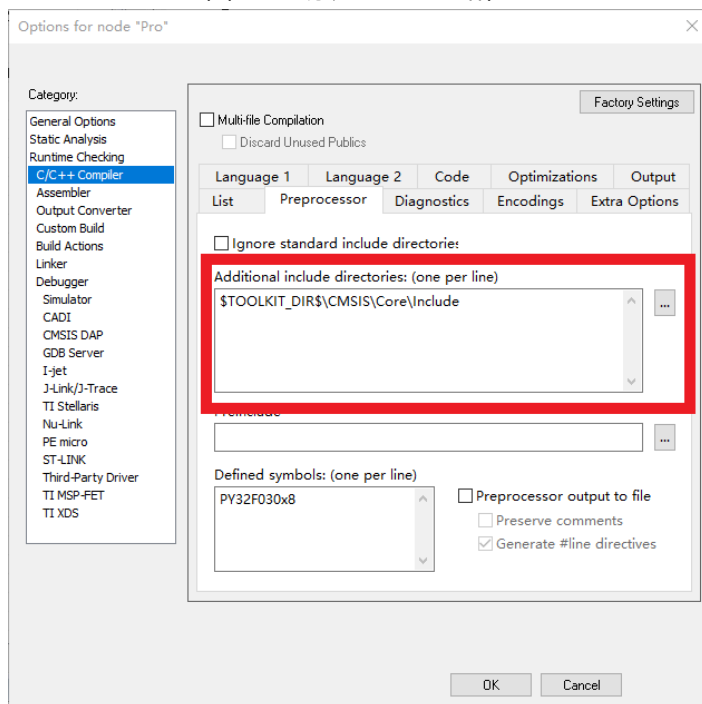 Options for node "Pro"
Category:
General Options
Static Analysis
Runtime Checking
C/C++ Compiler
Assembler
Output Converter
Custom Build
Build Actions
Linker
Debugger
Simulator
CADI
CMSIS DAP
GDB Server
I-jet
J-Link/J-Trace
TI Stellaris
Nu-Link
PE micro
ST-LINK
Third-Party Driver
TI MSP-FET
TI XDS
Factory Settings
Multi-file Compilation
Discard Unused Publics
Language 1 Language 2 Code Optimizations Output
List Preprocessor Diagnostics Encodings Extra Options
Ignore standard include directories
Additional include directories: (one per line)
$TOOLKIT_DIR$\CMSIS\Core\Include
...
Preinclude
...
Defined symbols: (one per line)
PY32F030x8
Preprocessor output to file
Preserve comments
Generate #line directives
OK Cancel